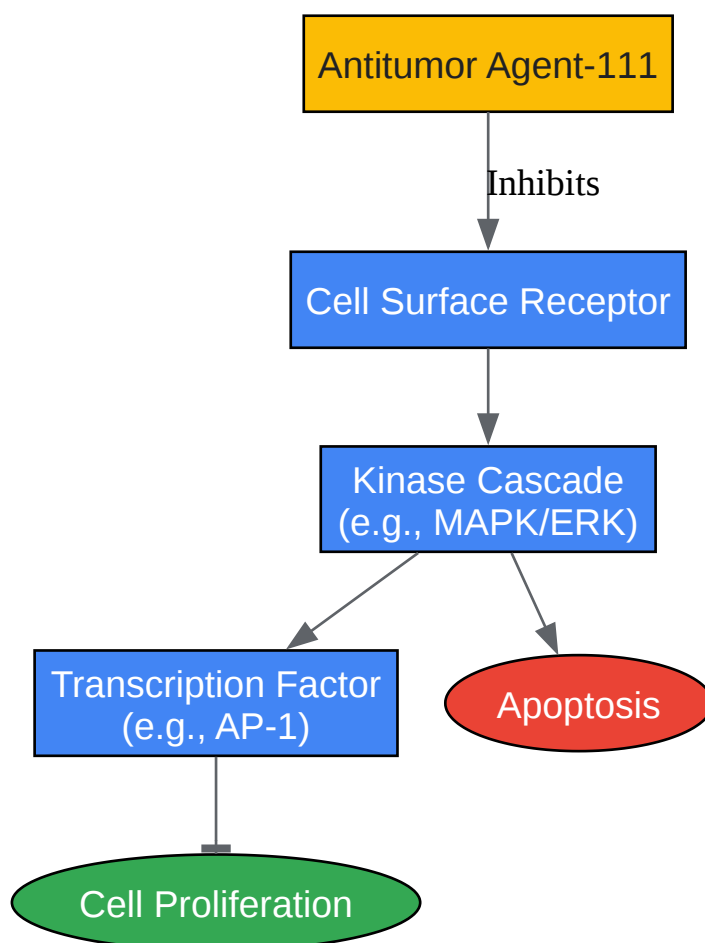 Antitumor Agent-111
Inhibits
Cell Surface Receptor
Kinase Cascade
(e.g., MAPK/ERK)
Transcription Factor
(e.g., AP-1)
Apoptosis
Cell Proliferation